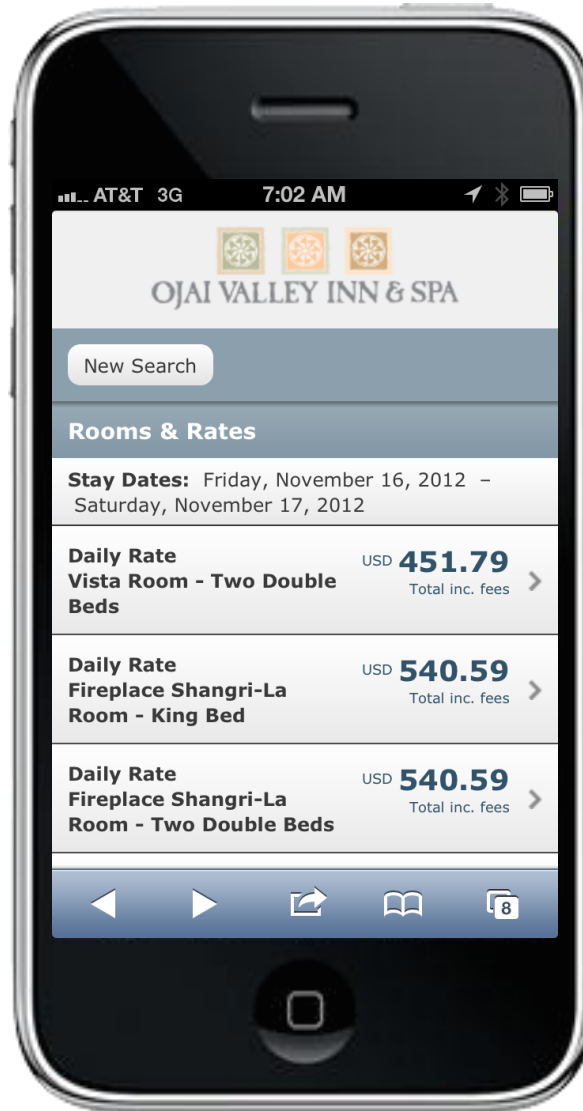 AT&T 3G 7:02 AM
OJAI VALLEY INN & SPA
New Search
Rooms & Rates
Stay Dates: Friday, November 16, 2012 –
Saturday, November 17, 2012
Daily Rate
Vista Room - Two Double
Beds
USD 451.79
Total inc. fees
Daily Rate
Fireplace Shangri-La
Room - King Bed
USD 540.59
Total inc. fees
Daily Rate
Fireplace Shangri-La
Room - Two Double Beds
USD 540.59
Total inc. fees
8